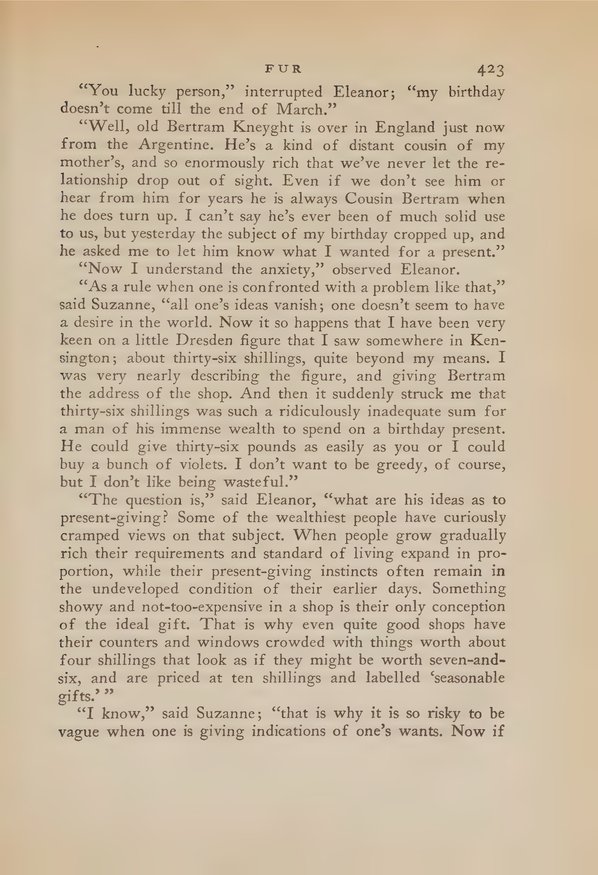 FUR 423
“You lucky person,” interrupted Eleanor; “my birthday
doesn’t come till the end of March.”
“Well, old Bertram Kneyght is over in England just now
from the Argentine. He’s a kind of distant cousin of my
mother’s, and so enormously rich that we’ve never let the re-
lationship drop out of sight. Even if we don’t see him or
hear from him for years he is always Cousin Bertram when
he does turn up. I can’t say he’s ever been of much solid use
to us, but yesterday the subject of my birthday cropped up, and
he asked me to let him know what I wanted for a present.”
“Now I understand the anxiety,” observed Eleanor.
“As a rule when one is confronted with a problem like that,”
said Suzanne, “all one’s ideas vanish; one doesn’t seem to have
a desire in the world. Now it so happens that I have been very
keen on a little Dresden figure that I saw somewhere in Ken-
sington; about thirty-six shillings, quite beyond my means. I
was very nearly describing the figure, and giving Bertram
the address of the shop. And then it suddenly struck me that
thirty-six shillings was such a ridiculously inadequate sum for
a man of his immense wealth to spend on a birthday present.
He could give thirty-six pounds as easily as you or I could
buy a bunch of violets. I don’t want to be greedy, of course,
but I don’t like being wasteful.”
“The question is,” said Eleanor, “what are his ideas as to
present-giving? Some of the wealthiest people have curiously
cramped views on that subject. When people grow gradually
rich their requirements and standard of living expand in pro-
portion, while their present-giving instincts often remain in
the undeveloped condition of their earlier days. Something
showy and not-too-expensive in a shop is their only conception
of the ideal gift. That is why even quite good shops have
their counters and windows crowded with things worth about
four shillings that look as if they might be worth seven-and-
six, and are priced at ten shillings and labelled ‘seasonable
gifts.’ ”
“I know,” said Suzanne; “that is why it is so risky to be
vague when one is giving indications of one’s wants. Now if